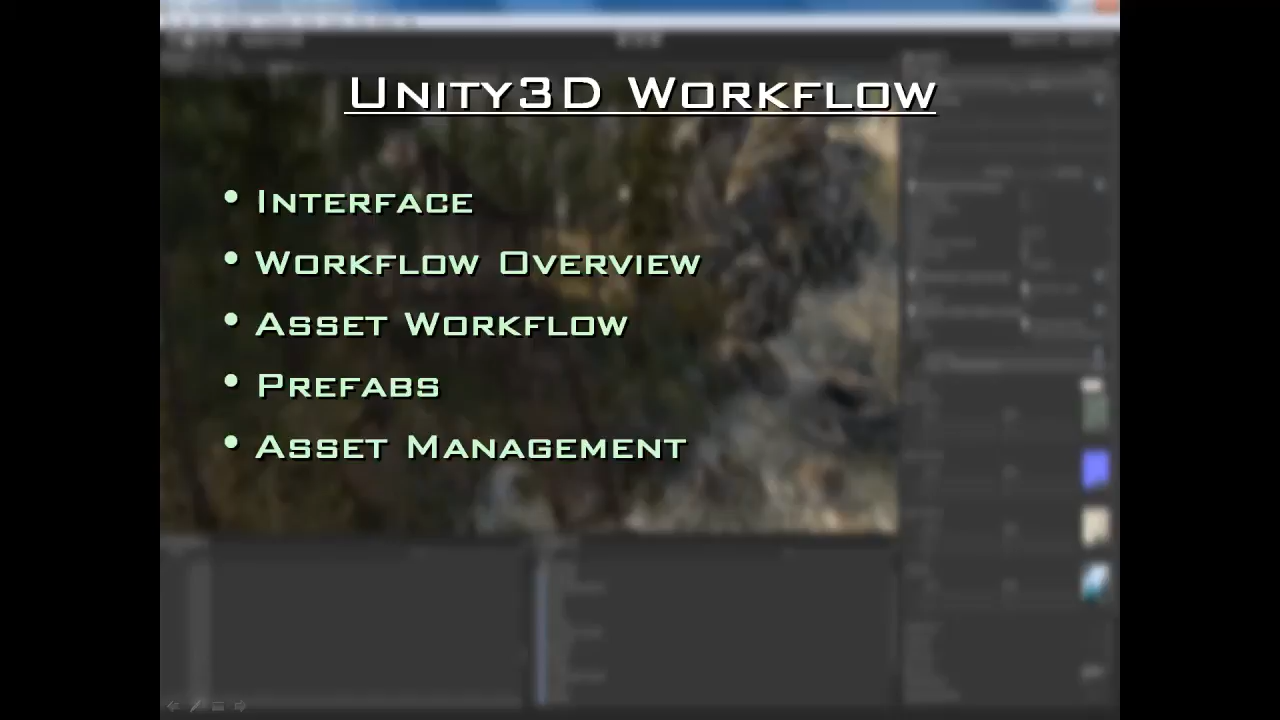 Unity3D Workflow
• Interface
• Workflow Overview
• Asset Workflow
• Prefabs
• Asset Management